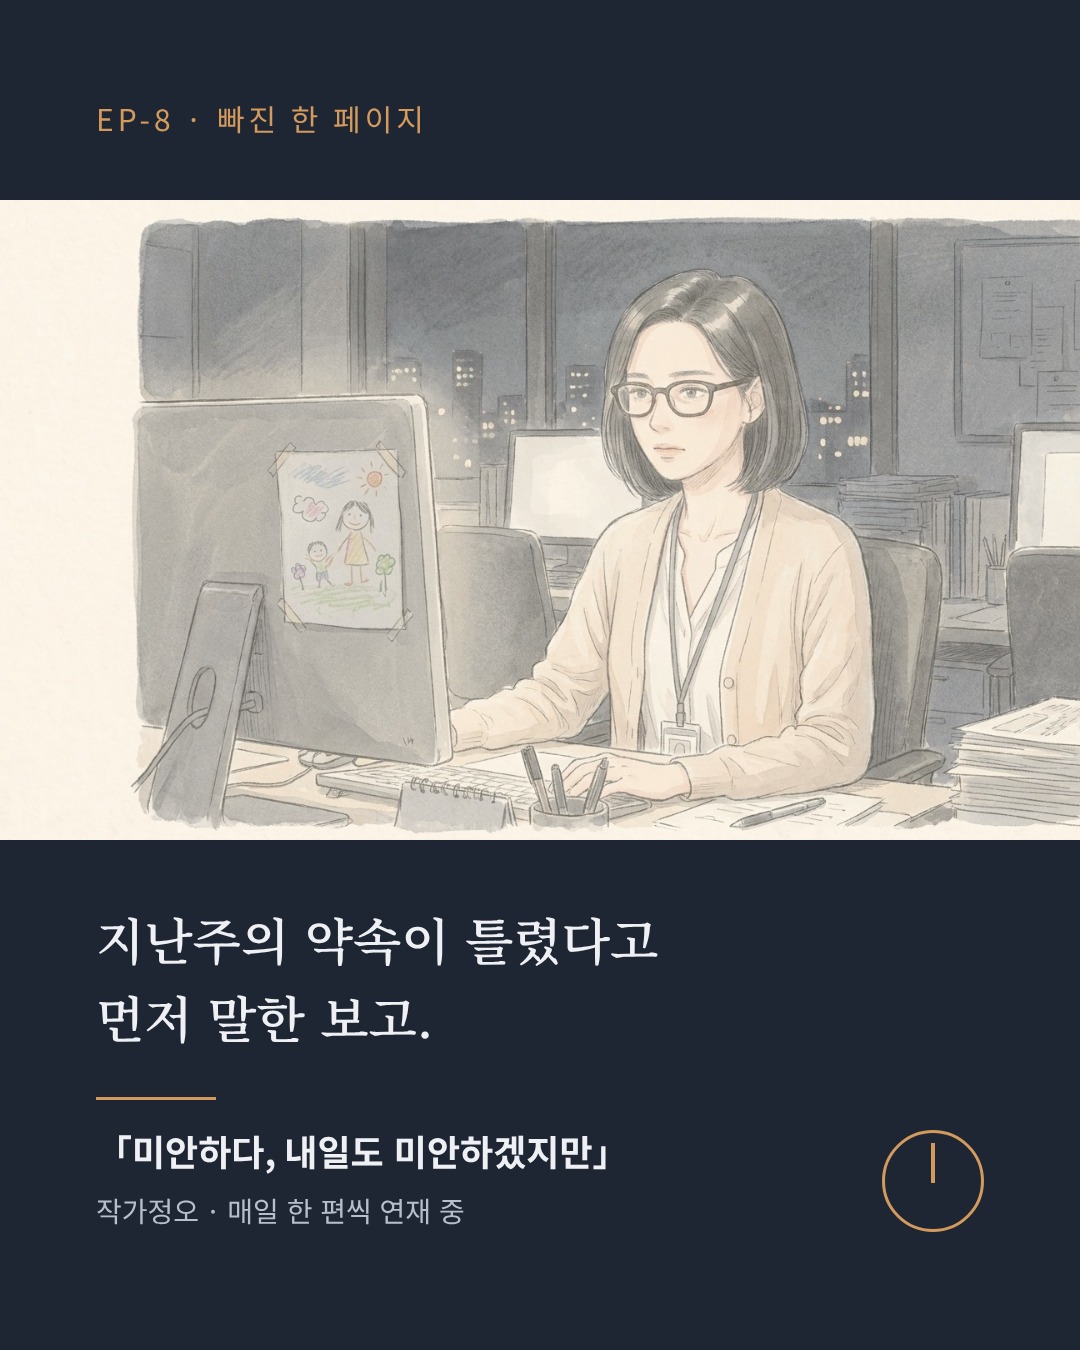 EP-8 · 빠진 한 페이지
지난주의 약속이 틀렸다고
먼저 말한 보고.
「미안하다, 내일도 미안하겠지만」
작가정오 · 매일 한 편씩 연재 중